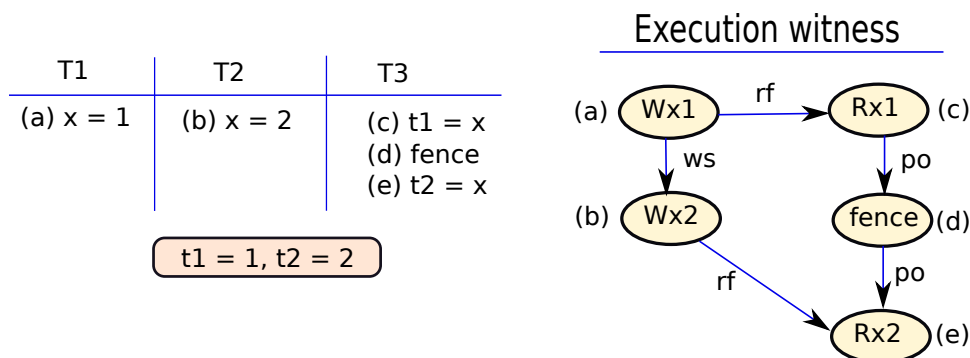 T1 T2 T3
(a) x = 1 (b) x = 2 (c) t1 = x
(d) fence
(e) t2 = x
t1 = 1, t2 = 2
Execution witness
(a) Wx1 rf Rx1 (c)
ws po
(b) Wx2 fence (d)
rf po
Rx2 (e)